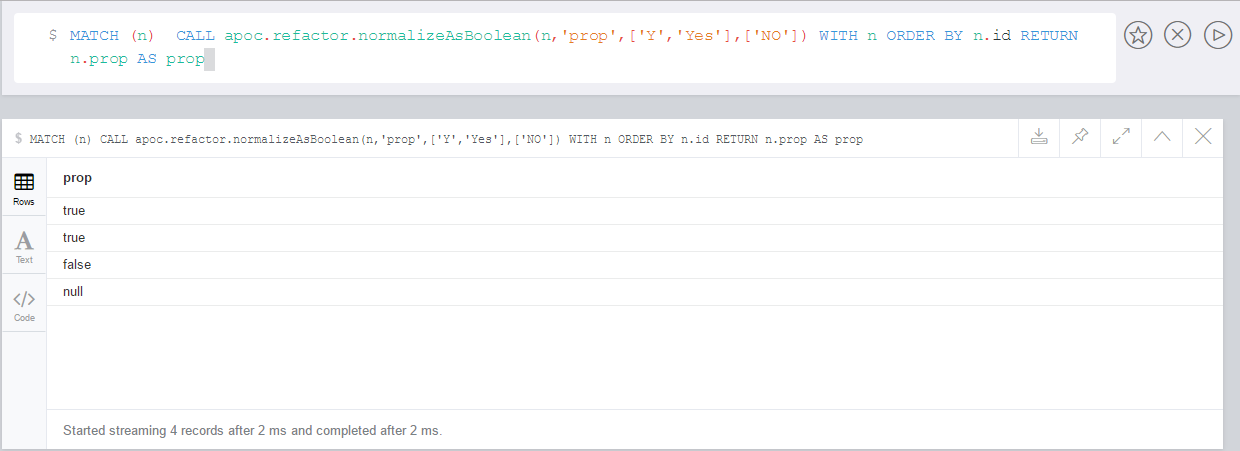 $ MATCH (n)  CALL apoc.refactor.normalizeAsBoolean(n,'prop',['Y','Yes'],['NO']) WITH n ORDER BY n.id RETURN
n.prop AS prop
$ MATCH (n) CALL apoc.refactor.normalizeAsBoolean(n,'prop',['Y','Yes'],['NO']) WITH n ORDER BY n.id RETURN n.prop AS prop
Rows
A
Text
</>
Code
prop
true
true
false
null
Started streaming 4 records after 2 ms and completed after 2 ms.